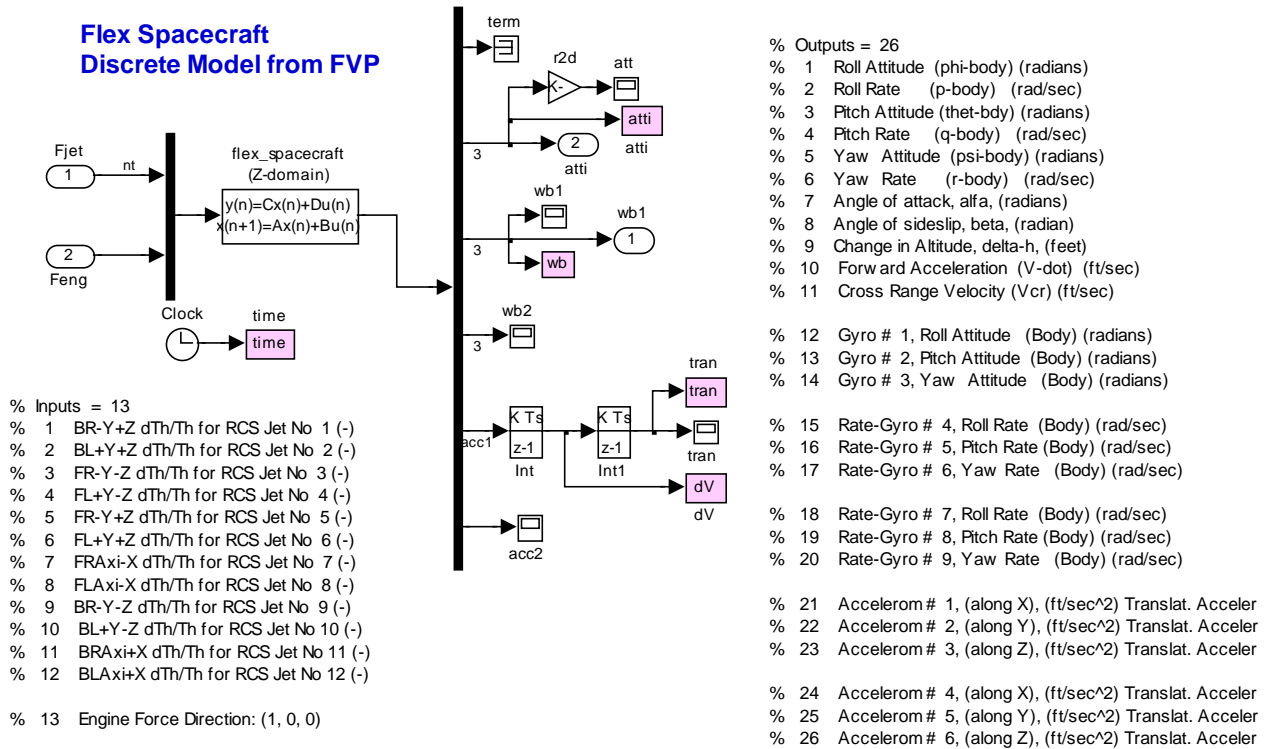 Flex Spacecraft
Discrete Model from FVP
Fjet
1
nt
2
Feng
flex_spacecraft
(Z-domain)
y(n)=Cx(n)+Du(n)
x(n+1)=Ax(n)+Bu(n)
Clock
time
time
term
r2d
K-
att
atti
atti
3
2
atti
wb1
wb1
1
3
wb
wb2
3
tran
tran
acc1
K Ts
z-1
Int
K Ts
z-1
Int1
tran
dV
dV
acc2
% Inputs = 13
% 1 BR-Y+Z dTh/Th for RCS Jet No 1 (-)
% 2 BL+Y+Z dTh/Th for RCS Jet No 2 (-)
% 3 FR-Y-Z dTh/Th for RCS Jet No 3 (-)
% 4 FL+Y-Z dTh/Th for RCS Jet No 4 (-)
% 5 FR-Y+Z dTh/Th for RCS Jet No 5 (-)
% 6 FL+Y+Z dTh/Th for RCS Jet No 6 (-)
% 7 FRAxi-X dTh/Th for RCS Jet No 7 (-)
% 8 FLAxi-X dTh/Th for RCS Jet No 8 (-)
% 9 BR-Y-Z dTh/Th for RCS Jet No 9 (-)
% 10 BL+Y-Z dTh/Th for RCS Jet No 10 (-)
% 11 BRAxi+X dTh/Th for RCS Jet No 11 (-)
% 12 BLAxi+X dTh/Th for RCS Jet No 12 (-)
% 13 Engine Force Direction: (1, 0, 0)
% Outputs = 26
% 1 Roll Attitude (phi-body) (radians)
% 2 Roll Rate (p-body) (rad/sec)
% 3 Pitch Attitude (thet-bdy) (radians)
% 4 Pitch Rate (q-body) (rad/sec)
% 5 Yaw Attitude (psi-body) (radians)
% 6 Yaw Rate (r-body) (rad/sec)
% 7 Angle of attack, alfa, (radians)
% 8 Angle of sideslip, beta, (radian)
% 9 Change in Altitude, delta-h, (feet)
% 10 Forward Acceleration (V-dot) (ft/sec)
% 11 Cross Range Velocity (Vcr) (ft/sec)
% 12 Gyro # 1, Roll Attitude (Body) (radians)
% 13 Gyro # 2, Pitch Attitude (Body) (radians)
% 14 Gyro # 3, Yaw Attitude (Body) (radians)
% 15 Rate-Gyro # 4, Roll Rate (Body) (rad/sec)
% 16 Rate-Gyro # 5, Pitch Rate (Body) (rad/sec)
% 17 Rate-Gyro # 6, Yaw Rate (Body) (rad/sec)
% 18 Rate-Gyro # 7, Roll Rate (Body) (rad/sec)
% 19 Rate-Gyro # 8, Pitch Rate (Body) (rad/sec)
% 20 Rate-Gyro # 9, Yaw Rate (Body) (rad/sec)
% 21 Accelerom # 1, (along X), (ft/sec^2) Translat. Acceler
% 22 Accelerom # 2, (along Y), (ft/sec^2) Translat. Acceler
% 23 Accelerom # 3, (along Z), (ft/sec^2) Translat. Acceler
% 24 Accelerom # 4, (along X), (ft/sec^2) Translat. Acceler
% 25 Accelerom # 5, (along Y), (ft/sec^2) Translat. Acceler
% 26 Accelerom # 6, (along Z), (ft/sec^2) Translat. Acceler